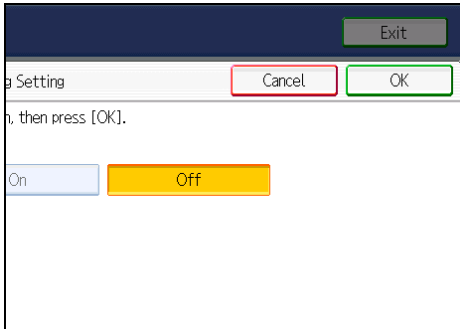 Exit
g Setting Cancel OK
n, then press [OK].
On Off